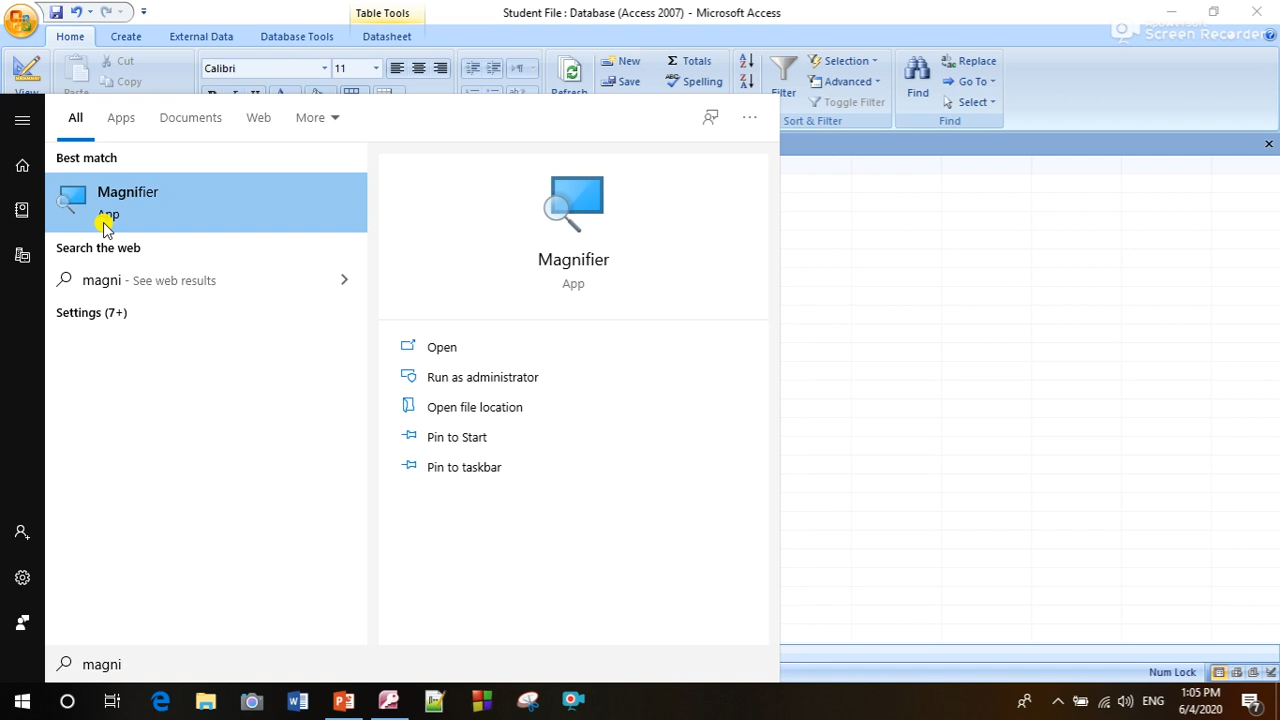 Table Tools
Student File : Database (Access 2007) - Microsoft Access
Screen Recorder
Home
Create
External Data
Database Tools
Datasheet
View
Paste
Cut
Copy
Calibri
11
Refresh
New
Save
Totals
Spelling
Filter
Selection
Advanced
Toggle Filter
Sort & Filter
Find
Replace
Go To
Select
Find
All
Apps
Documents
Web
More
Best match
Magnifier
App
Search the web
magni - See web results
Settings (7+)
Magnifier
App
Open
Run as administrator
Open file location
Pin to Start
Pin to taskbar
magni
Num Lock
ENG
1:05 PM
6/4/2020
7